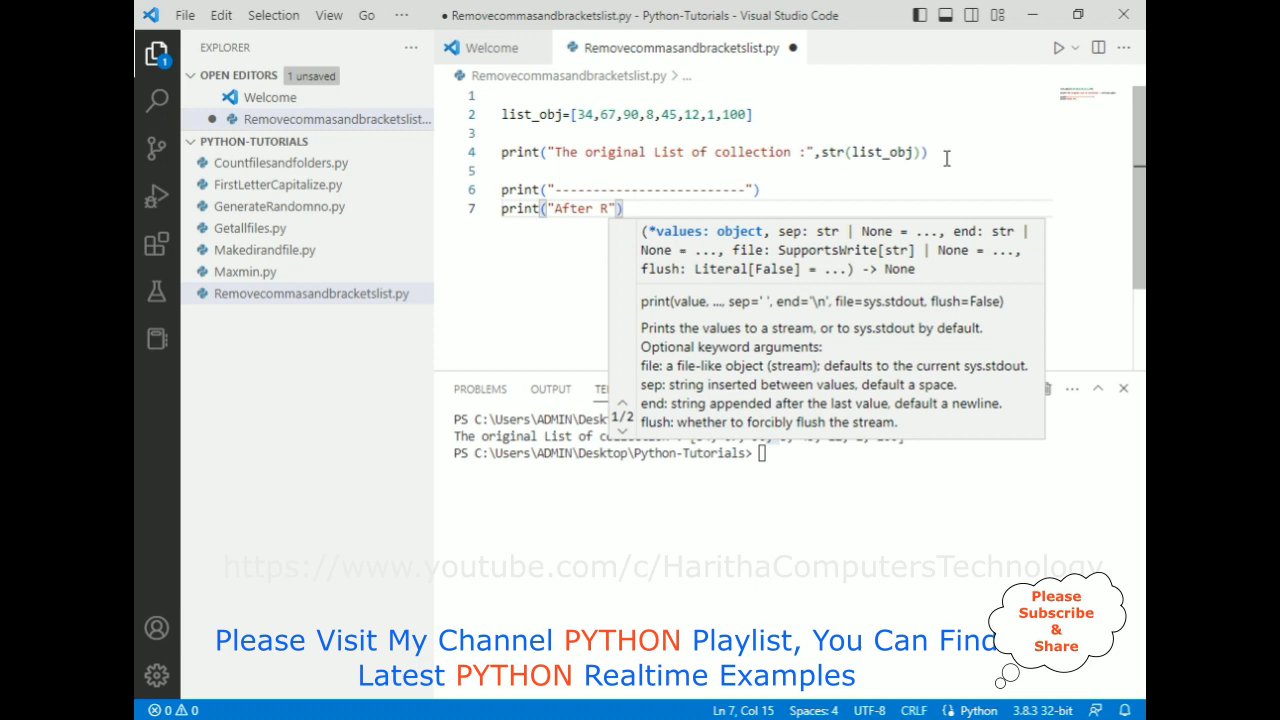 File Edit Selection View Go ··· ● Removecommasandbracketslist.py - Python-Tutorials - Visual Studio Code
EXPLORER ···
Welcome Removecommasandbracketslist.py ●
OPEN EDITORS 1 unsaved
Removecommasandbracketslist.py > ...
Welcome
● Removecommasandbracketslist...
PYTHON-TUTORIALS
Countfilesandfolders.py
FirstLetterCapitalize.py
GenerateRandomno.py
Getallfiles.py
Makedirandfile.py
Maxmin.py
Removecommasandbracketslist.py
1
2 list_obj=[34,67,90,8,45,12,1,100]
3
4 print("The original List of collection :",str(list_obj))
5
6 print("-------------------------")
7 print("After R")
(*values: object, sep: str | None = ..., end: str |
None = ..., file: SupportsWrite[str] | None = ...,
flush: Literal[False] = ...) -> None
print(value, ..., sep=' ', end='\n', file=sys.stdout, flush=False)
Prints the values to a stream, or to sys.stdout by default.
Optional keyword arguments:
file: a file-like object (stream); defaults to the current sys.stdout.
sep: string inserted between values, default a space.
end: string appended after the last value, default a newline.
flush: whether to forcibly flush the stream.
1/2
PROBLEMS OUTPUT TE
PS C:\Users\ADMIN\Desk
The original List of
PS C:\Users\ADMIN\Desktop\Python-Tutorials>
https://www.youtube.com/c/HarithaComputersTechnology
Please
Subscribe
&
Share
Please Visit My Channel PYTHON Playlist, You Can Find
Latest PYTHON Realtime Examples
1
0 0 Ln 7, Col 15 Spaces: 4 UTF-8 CRLF Python 3.8.3 32-bit